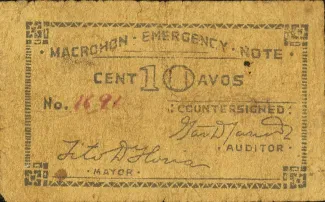 MACROHON · EMERGENCY · NOTE
CENT 10 AVOS
No. 1691
COUNTERSIGNED:
AUDITOR
MAYOR